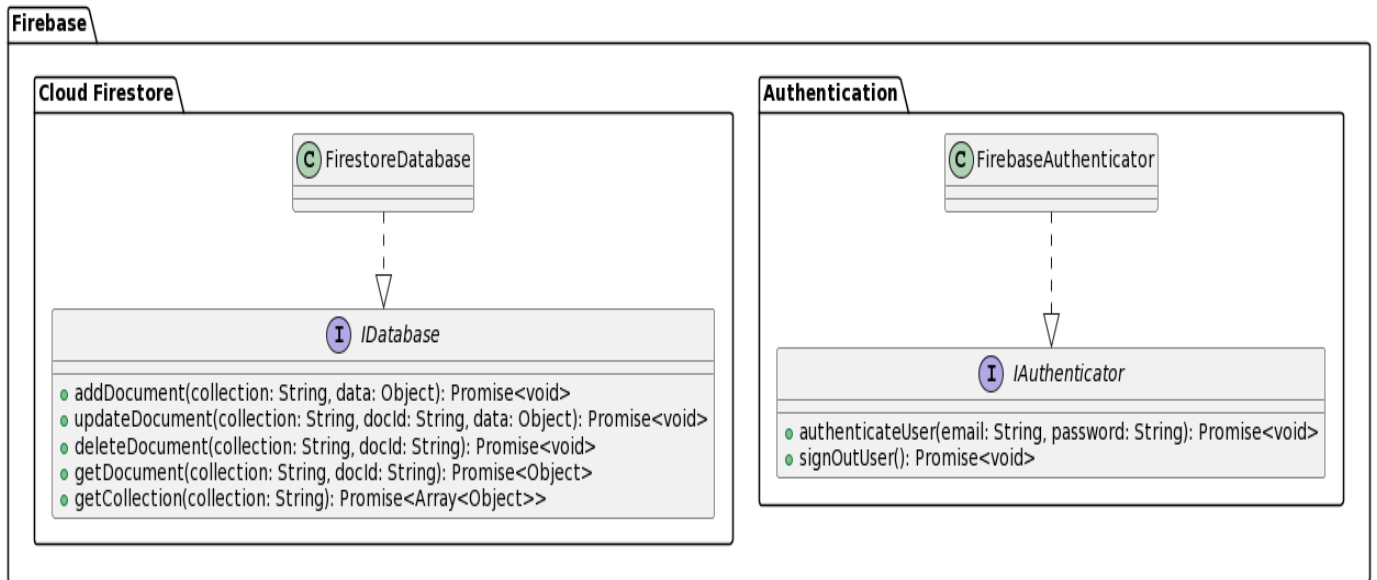 Firebase
Cloud Firestore
C FirestoreDatabase
I IDatabase
addDocument(collection: String, data: Object): Promise<void>
updateDocument(collection: String, docId: String, data: Object): Promise<void>
deleteDocument(collection: String, docId: String): Promise<void>
getDocument(collection: String, docId: String): Promise<Object>
getCollection(collection: String): Promise<Array<Object>>
Authentication
C FirebaseAuthenticator
I IAuthenticator
authenticateUser(email: String, password: String): Promise<void>
signOutUser(): Promise<void>